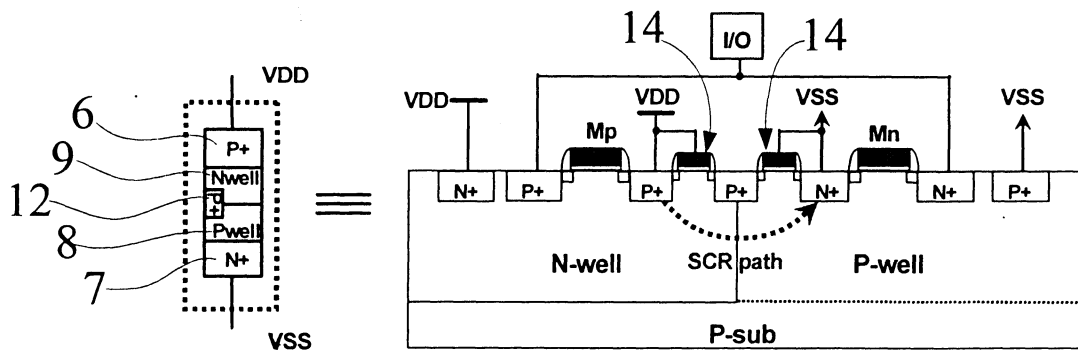 VDD
6
P+
9
Nwell
12
P+
Pwell
8
N+
7
VSS
14
I/O
14
VDD
VDD
VSS
VSS
Mp
Mn
N+
P+
P+
P+
N+
N+
P+
N-well
SCR path
P-well
P-sub